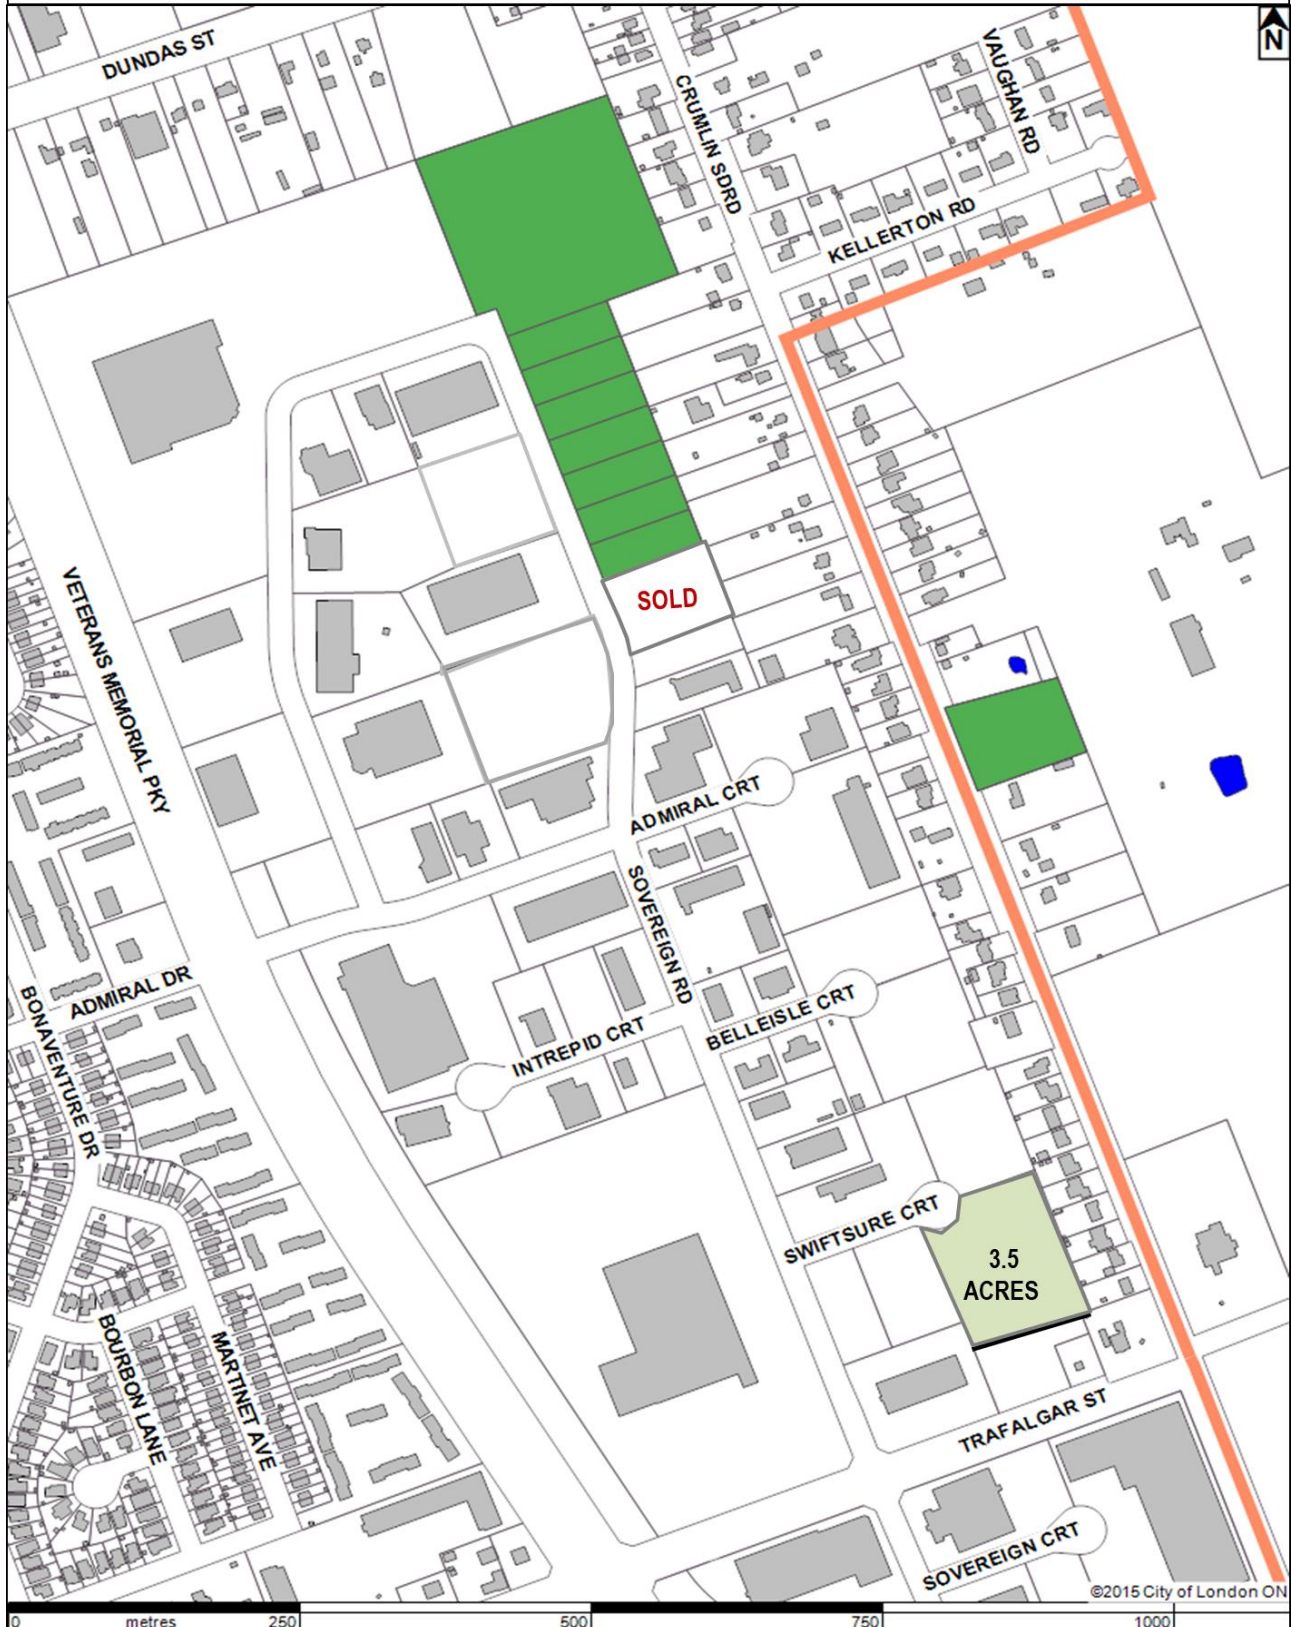 DUNDAS ST
CRUMLIN SDRD
VAUGHAN RD
N
KELLERTON RD
VETERANS MEMORIAL PKY
SOLD
ADMIRAL CRT
SOVEREIGN RD
ADMIRAL DR
BONAVENTURE DR
INTREPID CRT
BELLEISLE CRT
SWIFTSURE CRT
3.5
ACRES
BOURBON LANE
MARTINET AVE
TRAFALGAR ST
SOVEREIGN CRT
©2015 City of London ON
0 metres 250 500 750 1000